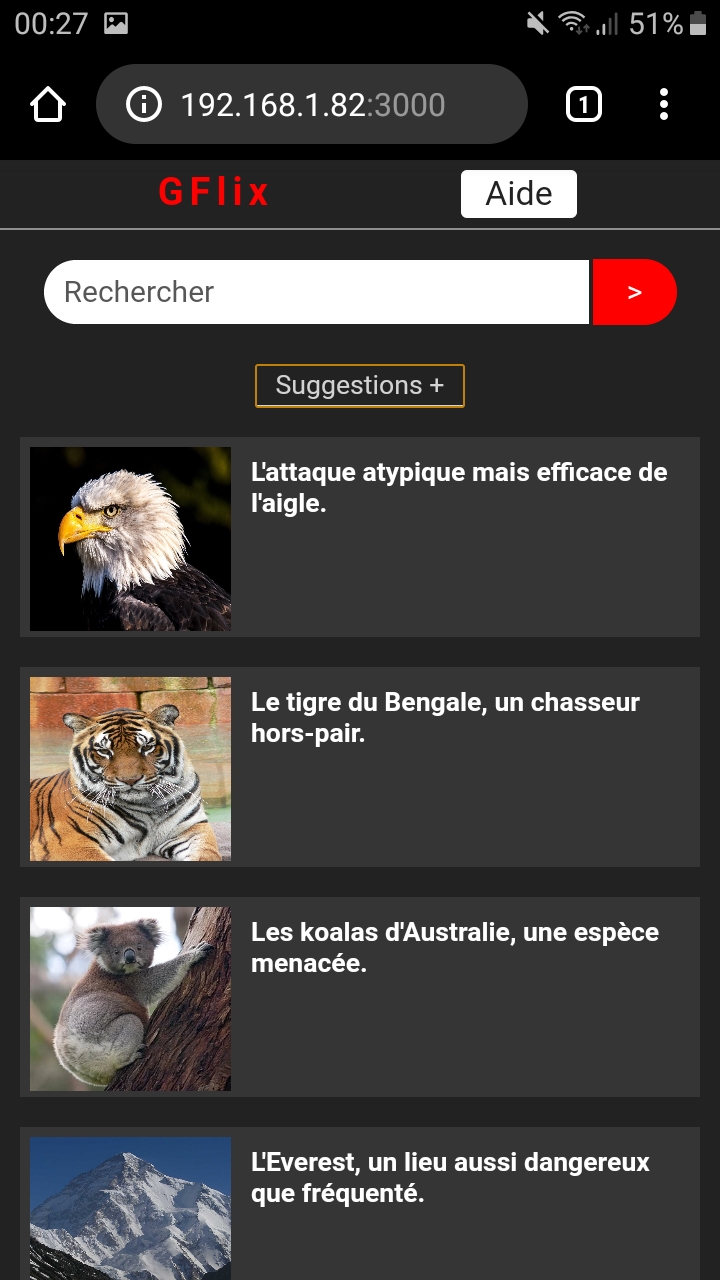 00:27 51%
192.168.1.82:3000 1
GFlix Aide
Rechercher >
Suggestions +
L'attaque atypique mais efficace de
l'aigle.
Le tigre du Bengale, un chasseur
hors-pair.
Les koalas d'Australie, une espèce
menacée.
L'Everest, un lieu aussi dangereux
que fréquenté.